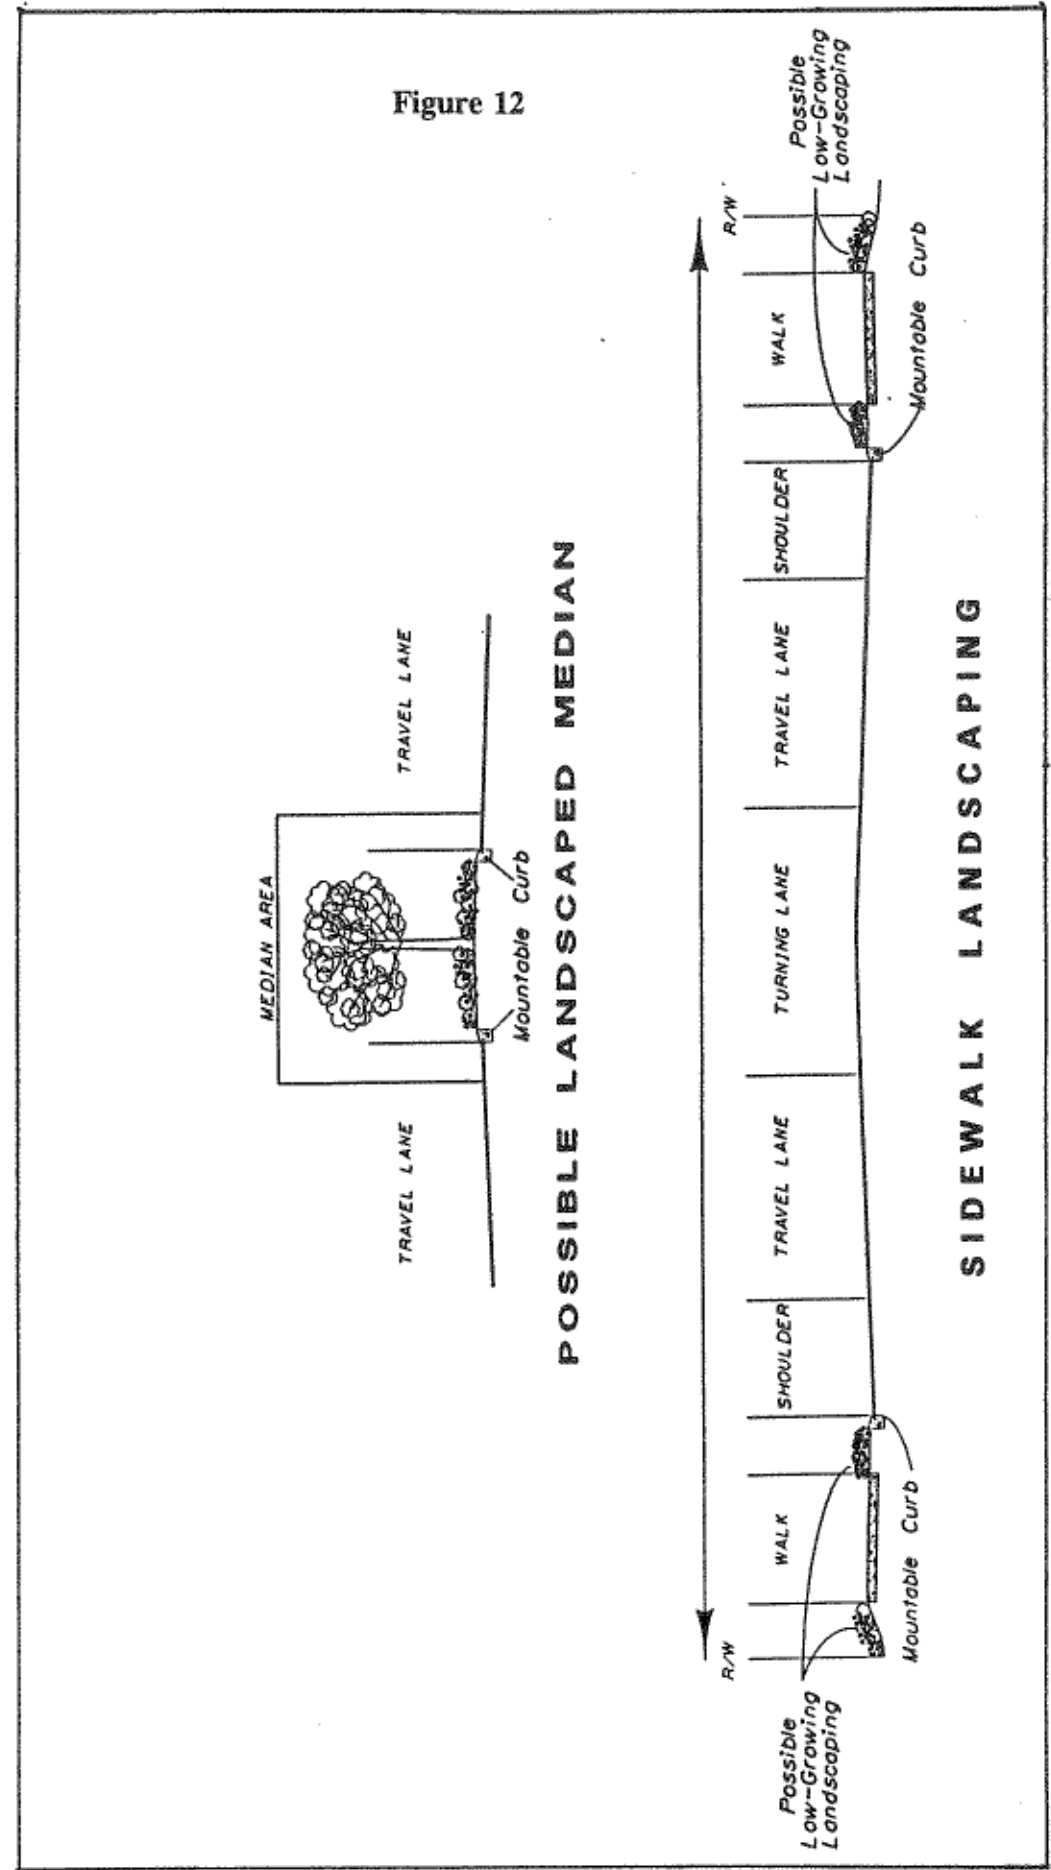 Figure 12
MEDIAN AREA
TRAVEL LANE
TRAVEL LANE
Mountable Curb
POSSIBLE LANDSCAPED MEDIAN
R/W
R/W
Possible
Low-Growing
Landscaping
WALK
SHOULDER
TRAVEL LANE
TURNING LANE
TRAVEL LANE
SHOULDER
WALK
Possible
Low-Growing
Landscaping
Mountable Curb
Mountable Curb
SIDEWALK LANDSCAPING